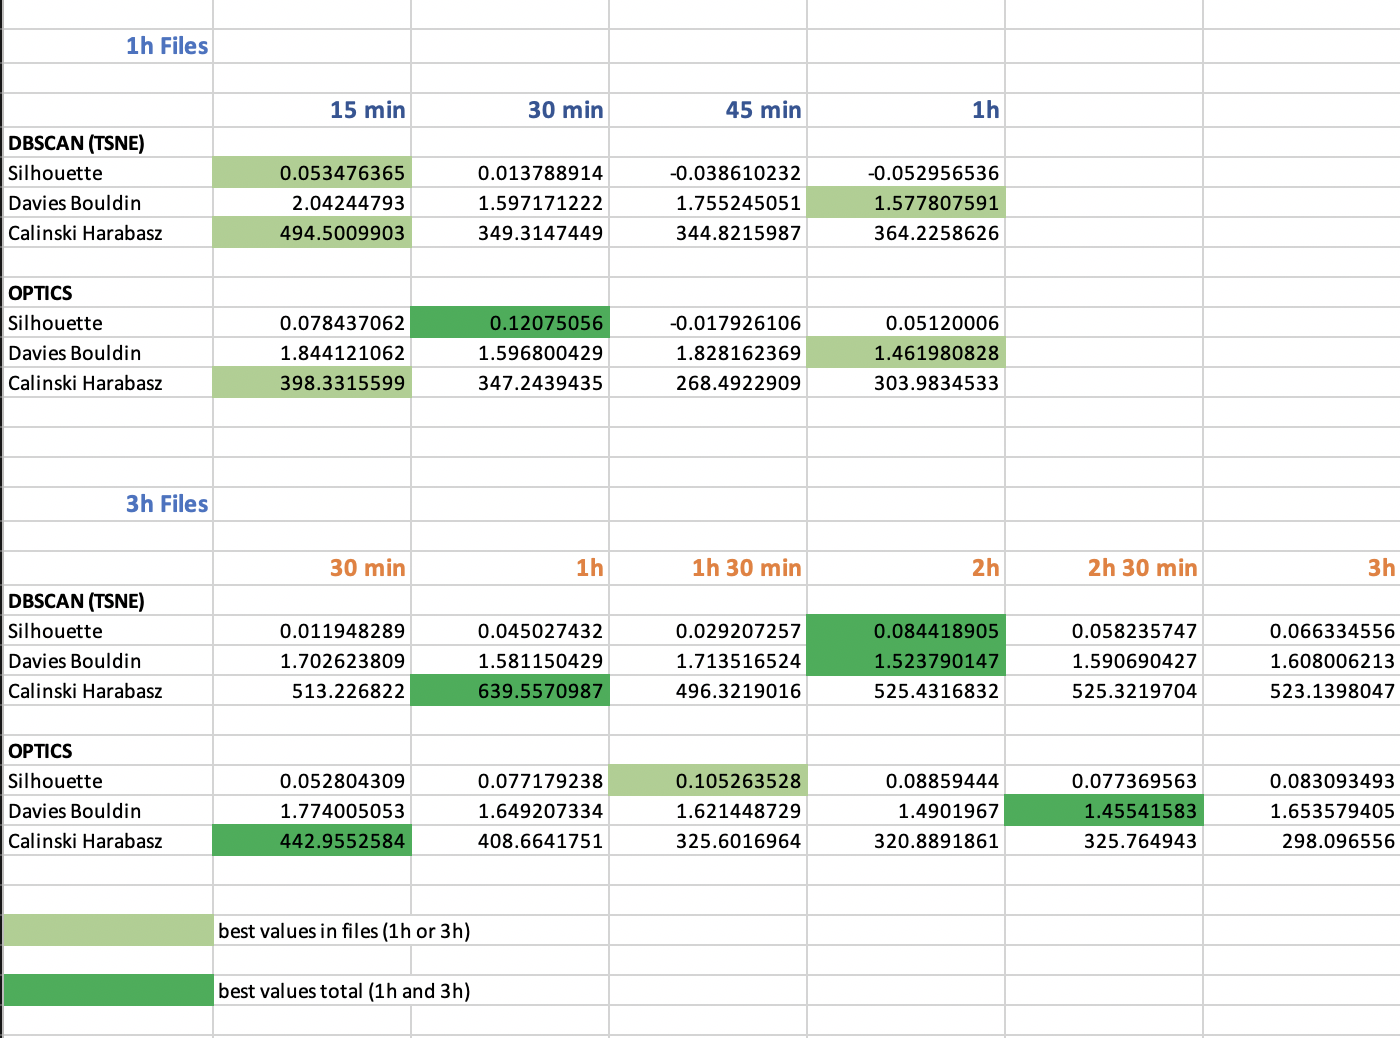 1h Files
15 min 30 min 45 min 1h
DBSCAN (TSNE)
Silhouette 0.053476365 0.013788914 -0.038610232 -0.052956536
Davies Bouldin 2.04244793 1.597171222 1.755245051 1.577807591
Calinski Harabasz 494.5009903 349.3147449 344.8215987 364.2258626
OPTICS
Silhouette 0.078437062 0.12075056 -0.017926106 0.05120006
Davies Bouldin 1.844121062 1.596800429 1.828162369 1.461980828
Calinski Harabasz 398.3315599 347.2439435 268.4922909 303.9834533
3h Files
30 min 1h 1h 30 min 2h 2h 30 min 3h
DBSCAN (TSNE)
Silhouette 0.011948289 0.045027432 0.029207257 0.084418905 0.058235747 0.066334556
Davies Bouldin 1.702623809 1.581150429 1.713516524 1.523790147 1.590690427 1.608006213
Calinski Harabasz 513.226822 639.5570987 496.3219016 525.4316832 525.3219704 523.1398047
OPTICS
Silhouette 0.052804309 0.077179238 0.105263528 0.08859444 0.077369563 0.083093493
Davies Bouldin 1.774005053 1.649207334 1.621448729 1.4901967 1.45541583 1.653579405
Calinski Harabasz 442.9552584 408.6641751 325.6016964 320.8891861 325.764943 298.096556
best values in files (1h or 3h)
best values total (1h and 3h)